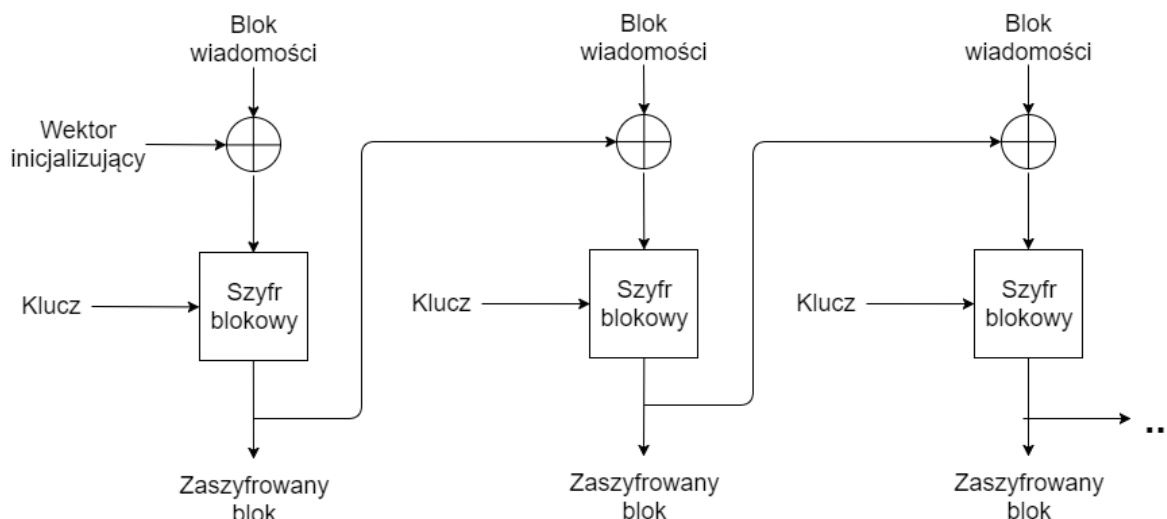 Blok
wiadomości
Blok
wiadomości
Blok
wiadomości
Wektor
inicjalizujący
Klucz
Szyfr
blokowy
Klucz
Szyfr
blokowy
Klucz
Szyfr
blokowy
..
Zaszyfrowany
blok
Zaszyfrowany
blok
Zaszyfrowany
blok